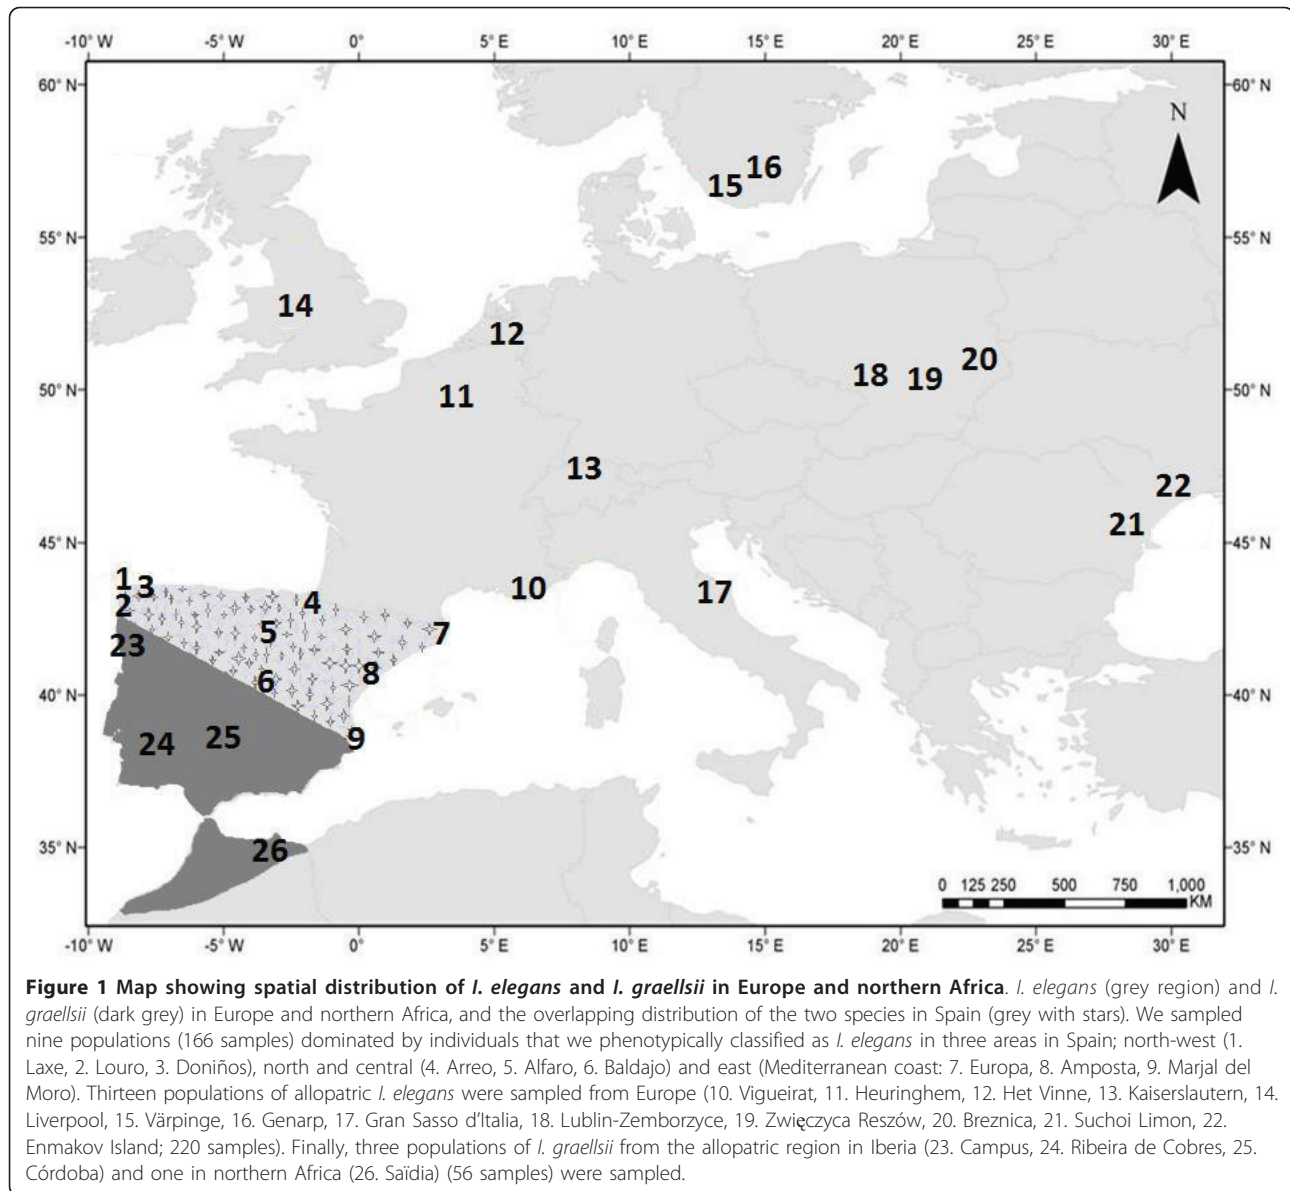 -10° W -5° W 0° 5° E 10° E 15° E 20° E 25° E 30° E
60° N 60° N
N
16
15
55° N 55° N
14
12
20
18 19
50° N 50° N
11
13
22
21
45° N 45° N
1 3 10 17
2 4
5 7
23
6 8
40° N 40° N
24 25 9
35° N 26 35° N
0 125 250 500 750 1,000
KM
-10° W -5° W 0° 5° E 10° E 15° E 20° E 25° E 30° E
Figure 1 Map showing spatial distribution of I. elegans and I. graellsii in Europe and northern Africa. I. elegans (grey region) and I.
graellsii (dark grey) in Europe and northern Africa, and the overlapping distribution of the two species in Spain (grey with stars). We sampled
nine populations (166 samples) dominated by individuals that we phenotypically classified as I. elegans in three areas in Spain; north-west (1.
Laxe, 2. Louro, 3. Doniños), north and central (4. Arreo, 5. Alfaro, 6. Baldajo) and east (Mediterranean coast: 7. Europa, 8. Amposta, 9. Marjal del
Moro). Thirteen populations of allopatric I. elegans were sampled from Europe (10. Vigueirat, 11. Heuringhem, 12. Het Vinne, 13. Kaiserslautern, 14.
Liverpool, 15. Värpinge, 16. Genarp, 17. Gran Sasso d'Italia, 18. Lublin-Zemborzyce, 19. Zwięczyca Reszów, 20. Breznica, 21. Suchoi Limon, 22.
Enmakov Island; 220 samples). Finally, three populations of I. graellsii from the allopatric region in Iberia (23. Campus, 24. Ribeira de Cobres, 25.
Córdoba) and one in northern Africa (26. Saïdia) (56 samples) were sampled.